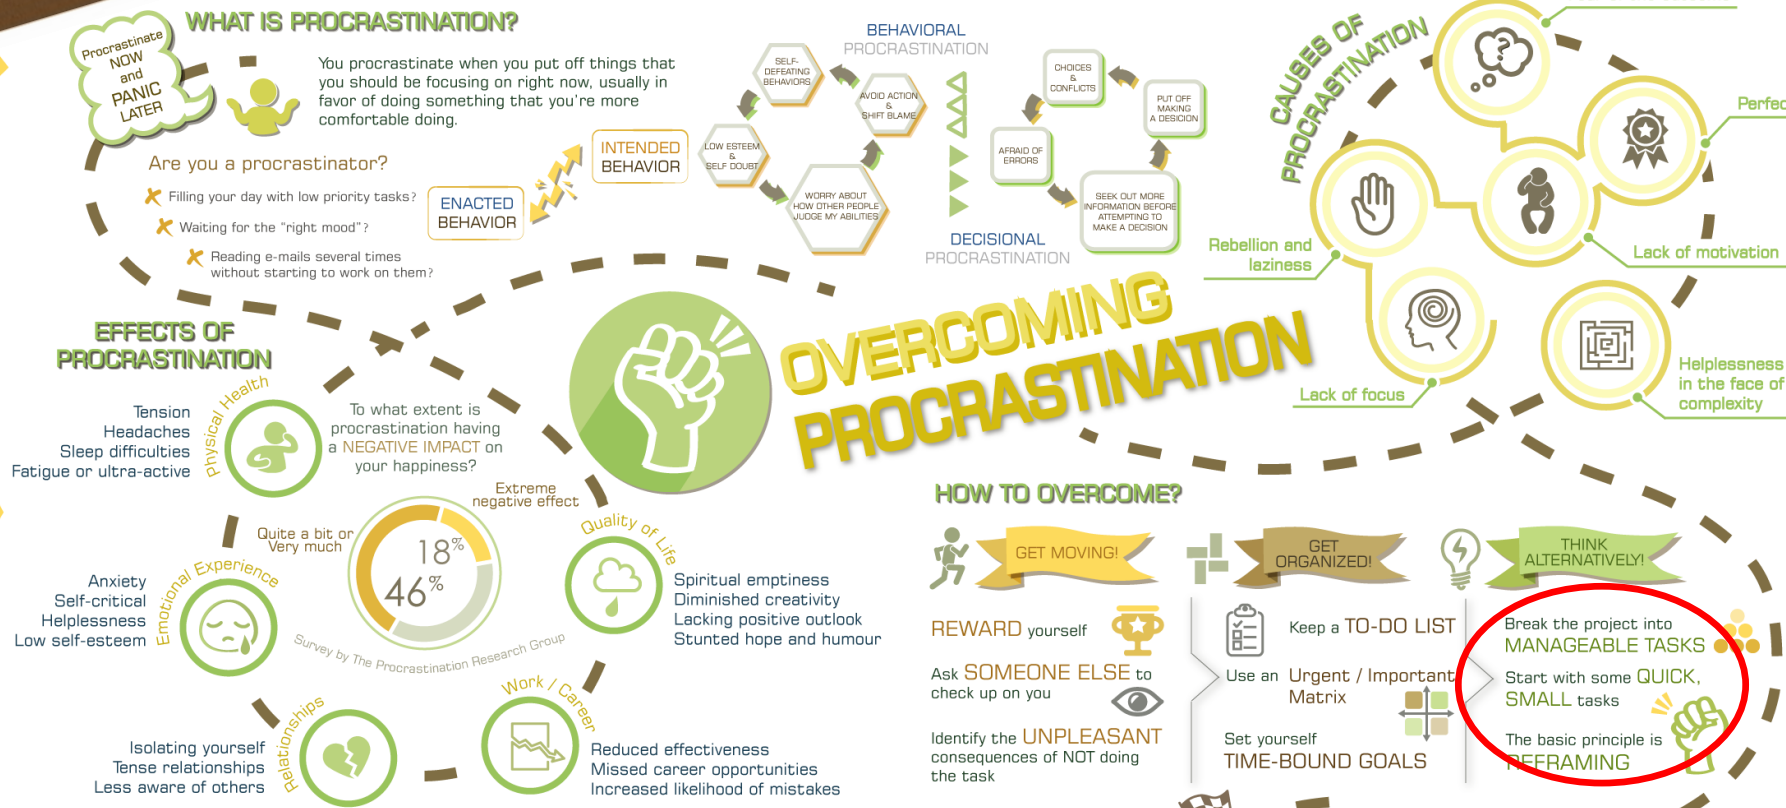 WHAT IS PROCRASTINATION?
Procrastinate
NOW
and
PANIC
LATER
You procrastinate when you put off things that
you should be focusing on right now, usually in
favor of doing something that you're more
comfortable doing.
Are you a procrastinator?
Filling your day with low priority tasks?
Waiting for the "right mood"?
Reading e-mails several times
without starting to work on them?
ENACTED
BEHAVIOR
INTENDED
BEHAVIOR
BEHAVIORAL
PROCRASTINATION
SELF-
DEFEATING
BEHAVIORS
AVOID ACTION
&
SHIFT BLAME
LOW ESTEEM
&
SELF DOUBT
WORRY ABOUT
HOW OTHER PEOPLE
JUDGE MY ABILITIES
CHOICES
&
CONFLICTS
PUT OFF
MAKING
A DESICION
AFRAID OF
ERRORS
SEEK OUT MORE
INFORMATION BEFORE
ATTEMPTING TO
MAKE A DECISION
DECISIONAL
PROCRASTINATION
CAUSES OF
PROCRASTINATION
Perfec
Rebellion and
laziness
Lack of motivation
Lack of focus
Helplessness
in the face of
complexity
OVERCOMING
PROCRASTINATION
EFFECTS OF
PROCRASTINATION
Physical Health
Tension
Headaches
Sleep difficulties
Fatigue or ultra-active
To what extent is
procrastination having
a NEGATIVE IMPACT on
your happiness?
Extreme
negative effect
Quite a bit or
Very much
18%
46%
Survey by The Procrastination Research Group
Emotional Experience
Anxiety
Self-critical
Helplessness
Low self-esteem
Quality of Life
Spiritual emptiness
Diminished creativity
Lacking positive outlook
Stunted hope and humour
Relationships
Isolating yourself
Tense relationships
Less aware of others
Work / Career
Reduced effectiveness
Missed career opportunities
Increased likelihood of mistakes
HOW TO OVERCOME?
GET MOVING!
REWARD yourself
Ask SOMEONE ELSE to
check up on you
Identify the UNPLEASANT
consequences of NOT doing
the task
GET
ORGANIZED!
Keep a TO-DO LIST
Use an Urgent / Important
Matrix
Set yourself
TIME-BOUND GOALS
THINK
ALTERNATIVELY!
Break the project into
MANAGEABLE TASKS
Start with some QUICK,
SMALL tasks
The basic principle is
REFRAMING